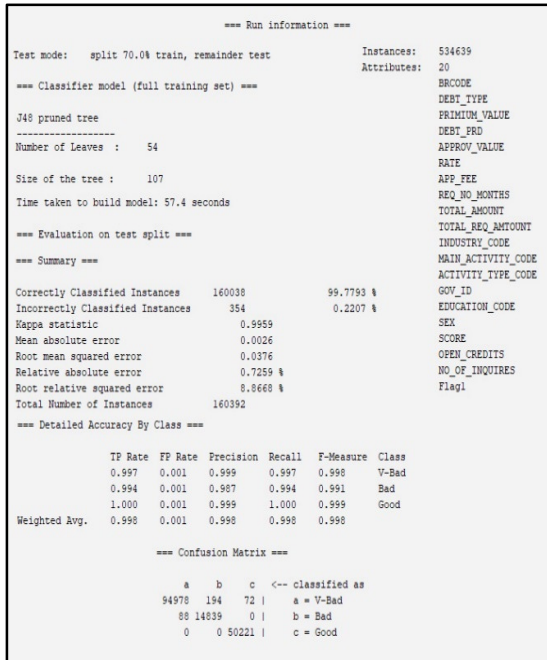 === Run information ===
Test mode: split 70.0% train, remainder test
Instances: 534639
Attributes: 20
BRCODE
DEBT_TYPE
PRIMIUM_VALUE
DEBT_PRD
APPROV_VALUE
RATE
APP_FEE
REQ_NO_MONTHS
TOTAL_AMOUNT
TOTAL_REQ_AMTOUNT
INDUSTRY_CODE
MAIN_ACTIVITY_CODE
ACTIVITY_TYPE_CODE
GOV_ID
EDUCATION_CODE
SEX
SCORE
OPEN_CREDITS
NO_OF_INQUIRES
Flag1
=== Classifier model (full training set) ===
J48 pruned tree
------------------
Number of Leaves : 54
Size of the tree : 107
Time taken to build model: 57.4 seconds
=== Evaluation on test split ===
=== Summary ===
Correctly Classified Instances 160038 99.7793 %
Incorrectly Classified Instances 354 0.2207 %
Kappa statistic 0.9959
Mean absolute error 0.0026
Root mean squared error 0.0376
Relative absolute error 0.7259 %
Root relative squared error 8.8668 %
Total Number of Instances 160392
=== Detailed Accuracy By Class ===
TP Rate FP Rate Precision Recall F-Measure Class
0.997 0.001 0.999 0.997 0.998 V-Bad
0.994 0.001 0.987 0.994 0.991 Bad
1.000 0.001 0.999 1.000 0.999 Good
Weighted Avg. 0.998 0.001 0.998 0.998 0.998
=== Confusion Matrix ===
a b c <-- classified as
94978 194 72 | a = V-Bad
88 14839 0 | b = Bad
0 0 50221 | c = Good